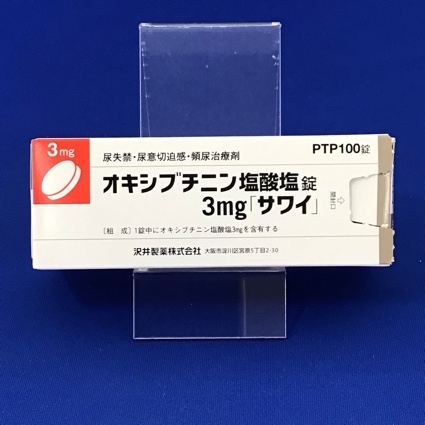 3mg
尿失禁・尿意切迫感・頻尿治療剤
PTP100錠
オキシブチニン塩酸塩錠
3mg「サワイ」
〔組 成〕1錠中にオキシブチニン塩酸塩3mgを含有する
沢井製薬株式会社 大阪市淀川区宮原5丁目2-30